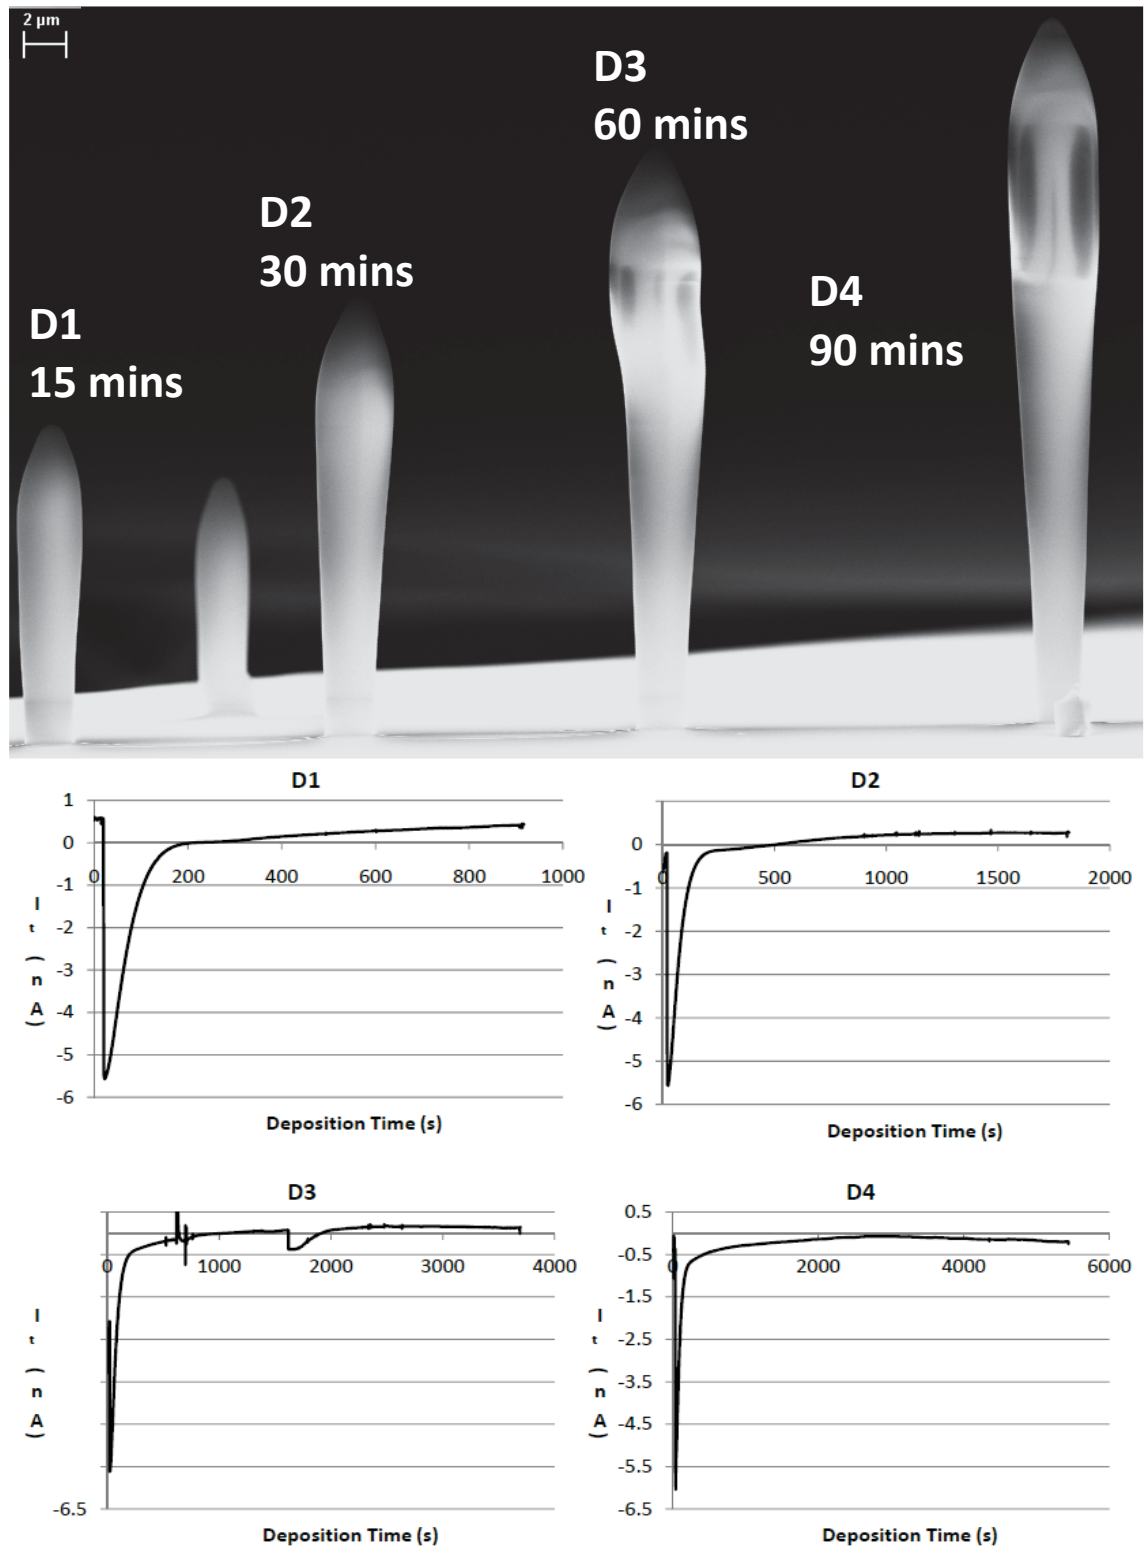 2 µm
D3
60 mins
D2
30 mins
D4
90 mins
D1
15 mins
D1
1
0
-1
-2
-3
-4
-5
-6
0 200 400 600 800 1000
I t (nA)
Deposition Time (s)
D2
0
-1
-2
-3
-4
-5
-6
0 500 1000 1500 2000
I t (nA)
Deposition Time (s)
D3
-6.5
0 1000 2000 3000 4000
I t (nA)
Deposition Time (s)
D4
0.5
-0.5
-1.5
-2.5
-3.5
-4.5
-5.5
-6.5
0 2000 4000 6000
I t (nA)
Deposition Time (s)